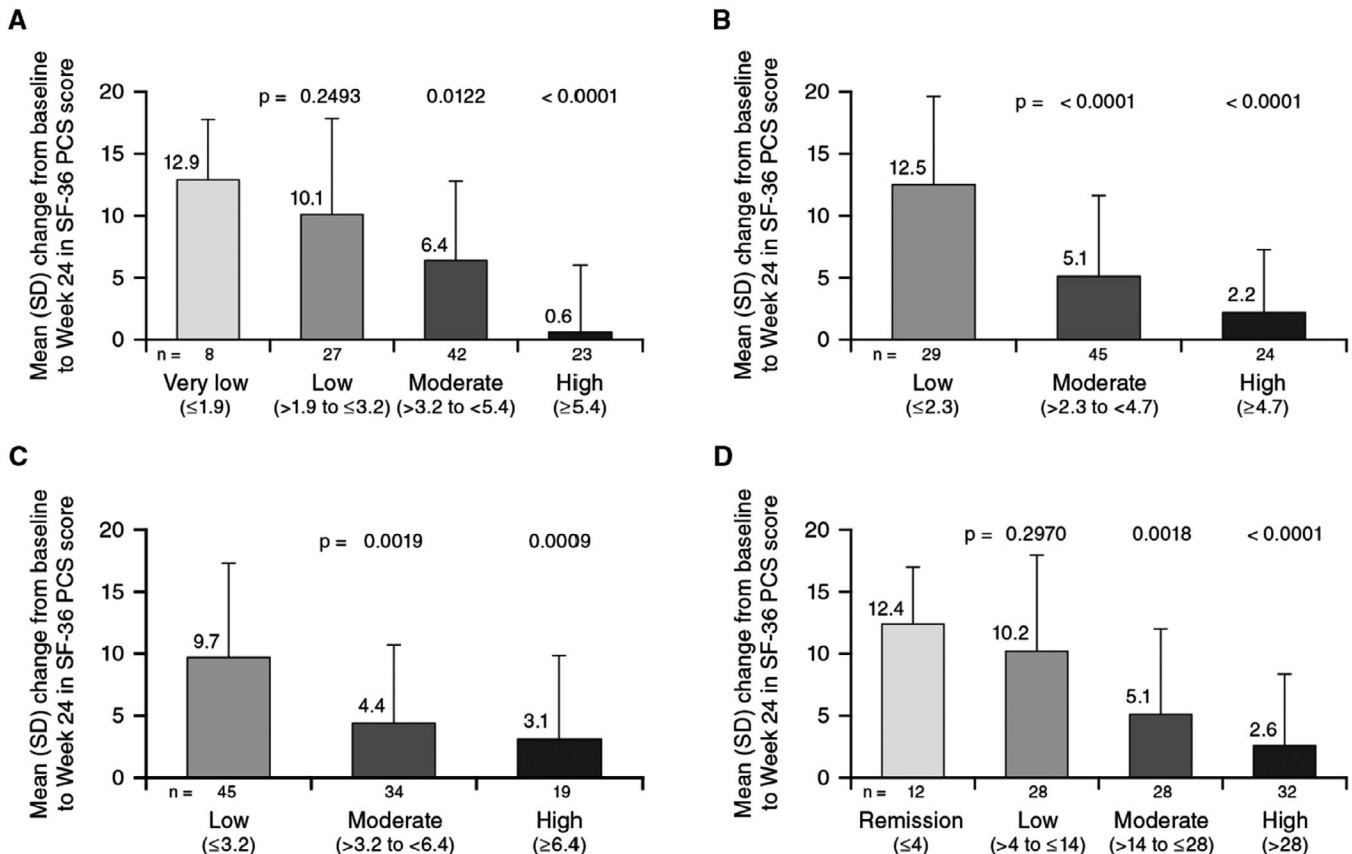 A
Mean (SD) change from baseline
to Week 24 in SF-36 PCS score
20
15
10
5
0
p = 0.2493 0.0122 < 0.0001
12.9
10.1
6.4
0.6
n = 8 27 42 23
Very low Low Moderate High
(≤1.9) (>1.9 to ≤3.2) (>3.2 to <5.4) (≥5.4)
B
Mean (SD) change from baseline
to Week 24 in SF-36 PCS score
20
15
10
5
0
p = < 0.0001 < 0.0001
12.5
5.1
2.2
n = 29 45 24
Low Moderate High
(≤2.3) (>2.3 to <4.7) (≥4.7)
C
Mean (SD) change from baseline
to Week 24 in SF-36 PCS score
20
15
10
5
0
p = 0.0019 0.0009
9.7
4.4
3.1
n = 45 34 19
Low Moderate High
(≤3.2) (>3.2 to <6.4) (≥6.4)
D
Mean (SD) change from baseline
to Week 24 in SF-36 PCS score
20
15
10
5
0
p = 0.2970 0.0018 < 0.0001
12.4
10.2
5.1
2.6
n = 12 28 28 32
Remission Low Moderate High
(≤4) (>4 to ≤14) (>14 to ≤28) (>28)